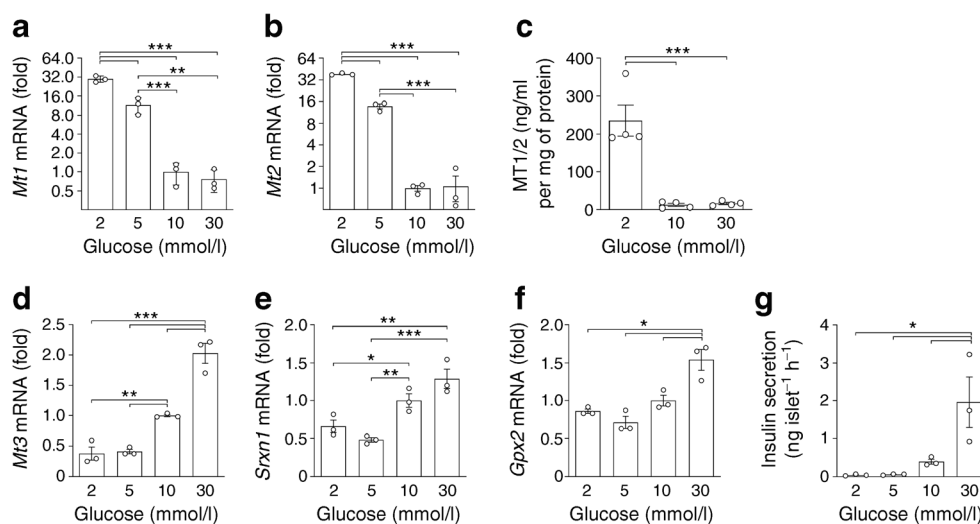 a
Mt1 mRNA (fold)
64.0
32.0
16.0
8.0
4.0
2.0
1.0
0.5
***
**
***
2 5 10 30
Glucose (mmol/l)
b
Mt2 mRNA (fold)
64.0
32
16
8
4
2
1
***
***
2 5 10 30
Glucose (mmol/l)
c
MT1/2 (ng/ml
per mg of protein)
400
300
200
100
0
***
2 10 30
Glucose (mmol/l)
d
Mt3 mRNA (fold)
2.5
2.0
1.5
1.0
0.5
0
***
**
2 5 10 30
Glucose (mmol/l)
e
Srxn1 mRNA (fold)
2.0
1.5
1.0
0.5
0
**
***
*
**
2 5 10 30
Glucose (mmol/l)
f
Gpx2 mRNA (fold)
2.0
1.5
1.0
0.5
0
*
2 5 10 30
Glucose (mmol/l)
g
Insulin secretion
(ng islet⁻¹ h⁻¹)
4
3
2
1
0
*
2 5 10 30
Glucose (mmol/l)